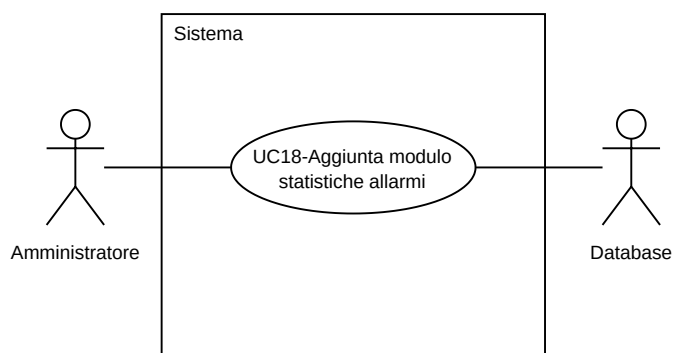 Sistema
UC18-Aggiunta modulo
statistiche allarmi
Amministratore
Database